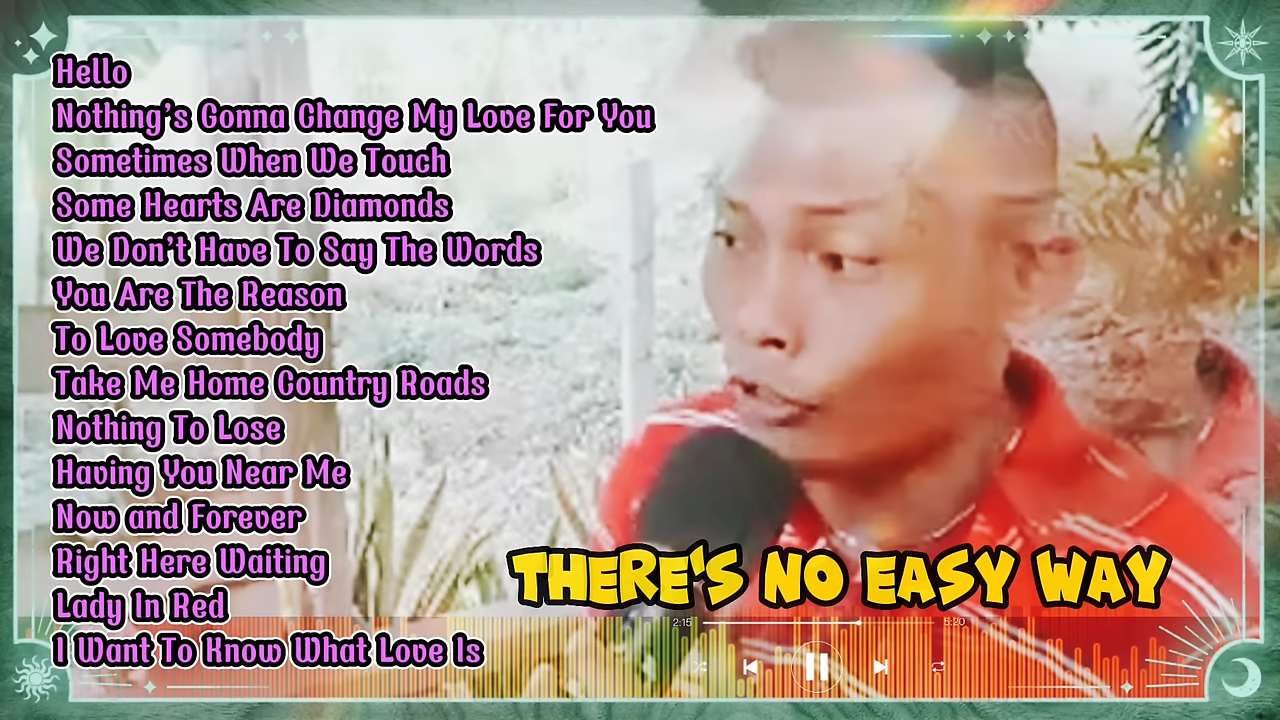 Hello
Nothing's Gonna Change My Love For You
Sometimes When We Touch
Some Hearts Are Diamonds
We Don't Have To Say The Words
You Are The Reason
To Love Somebody
Take Me Home Country Roads
Nothing To Lose
Having You Near Me
Now and Forever
Right Here Waiting
Lady In Red
I Want To Know What Love Is
THERE'S NO EASY WAY
2:15 5:20